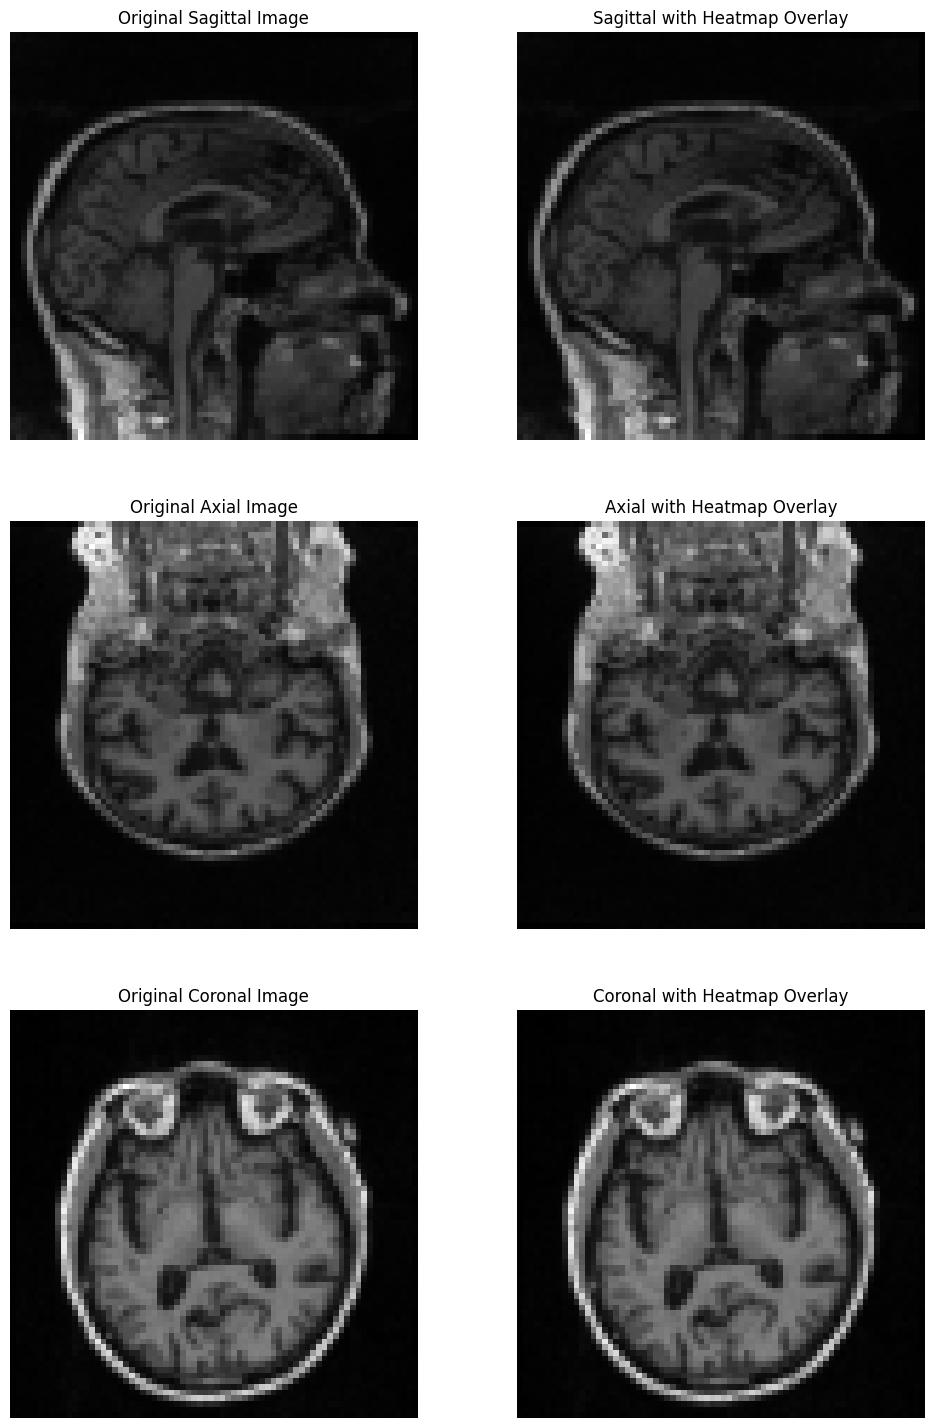 Original Sagittal Image
Sagittal with Heatmap Overlay
Original Axial Image
Axial with Heatmap Overlay
Original Coronal Image
Coronal with Heatmap Overlay